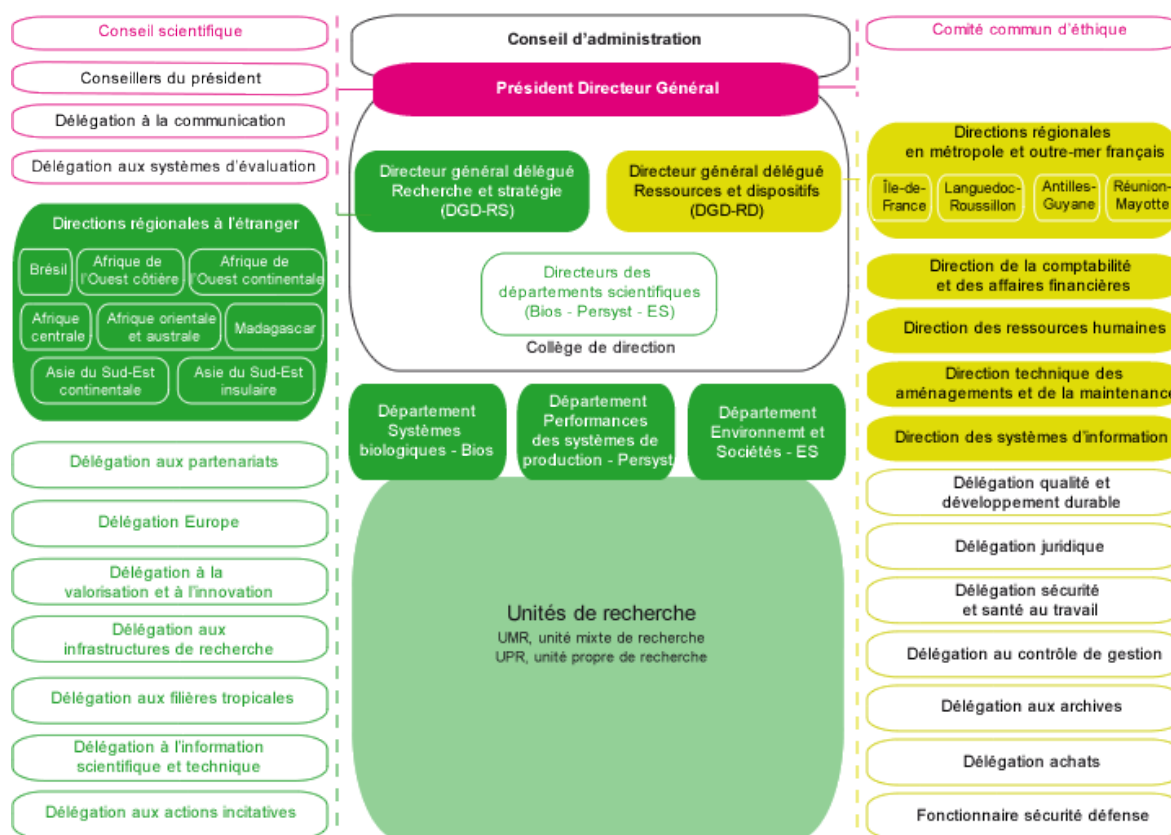 Conseil scientifique
Conseillers du président
Délégation à la communication
Délégation aux systèmes d'évaluation
Directions régionales à l'étranger
Brésil
Afrique de
l'Ouest côtière
Afrique de
l'Ouest continentale
Afrique
centrale
Afrique orientale
et australe
Madagascar
Asie du Sud-Est
continentale
Asie du Sud-Est
insulaire
Délégation aux partenariats
Délégation Europe
Délégation à la
valorisation et à l'innovation
Délégation aux
infrastructures de recherche
Délégation aux filières tropicales
Délégation à l'information
scientifique et technique
Délégation aux actions incitatives
Conseil d'administration
Président Directeur Général
Directeur général délégué
Recherche et stratégie
(DGD-RS)
Directeur général délégué
Ressources et dispositifs
(DGD-RD)
Directeurs des
départements scientifiques
(Bios - Persyst - ES)
Collège de direction
Département
Systèmes
biologiques - Bios
Département
Performances
des systèmes de
production - Persyst
Département
Environnemt et
Sociétés - ES
Unités de recherche
UMR, unité mixte de recherche
UPR, unité propre de recherche
Comité commun d'éthique
Directions régionales
en métropole et outre-mer français
Île-de-
France
Languedoc-
Roussillon
Antilles-
Guyane
Réunion-
Mayotte
Direction de la comptabilité
et des affaires financières
Direction des ressources humaines
Direction technique des
aménagements et de la maintenance
Direction des systèmes d'information
Délégation qualité et
développement durable
Délégation juridique
Délégation sécurité
et santé au travail
Délégation au contrôle de gestion
Délégation aux archives
Délégation achats
Fonctionnaire sécurité défense